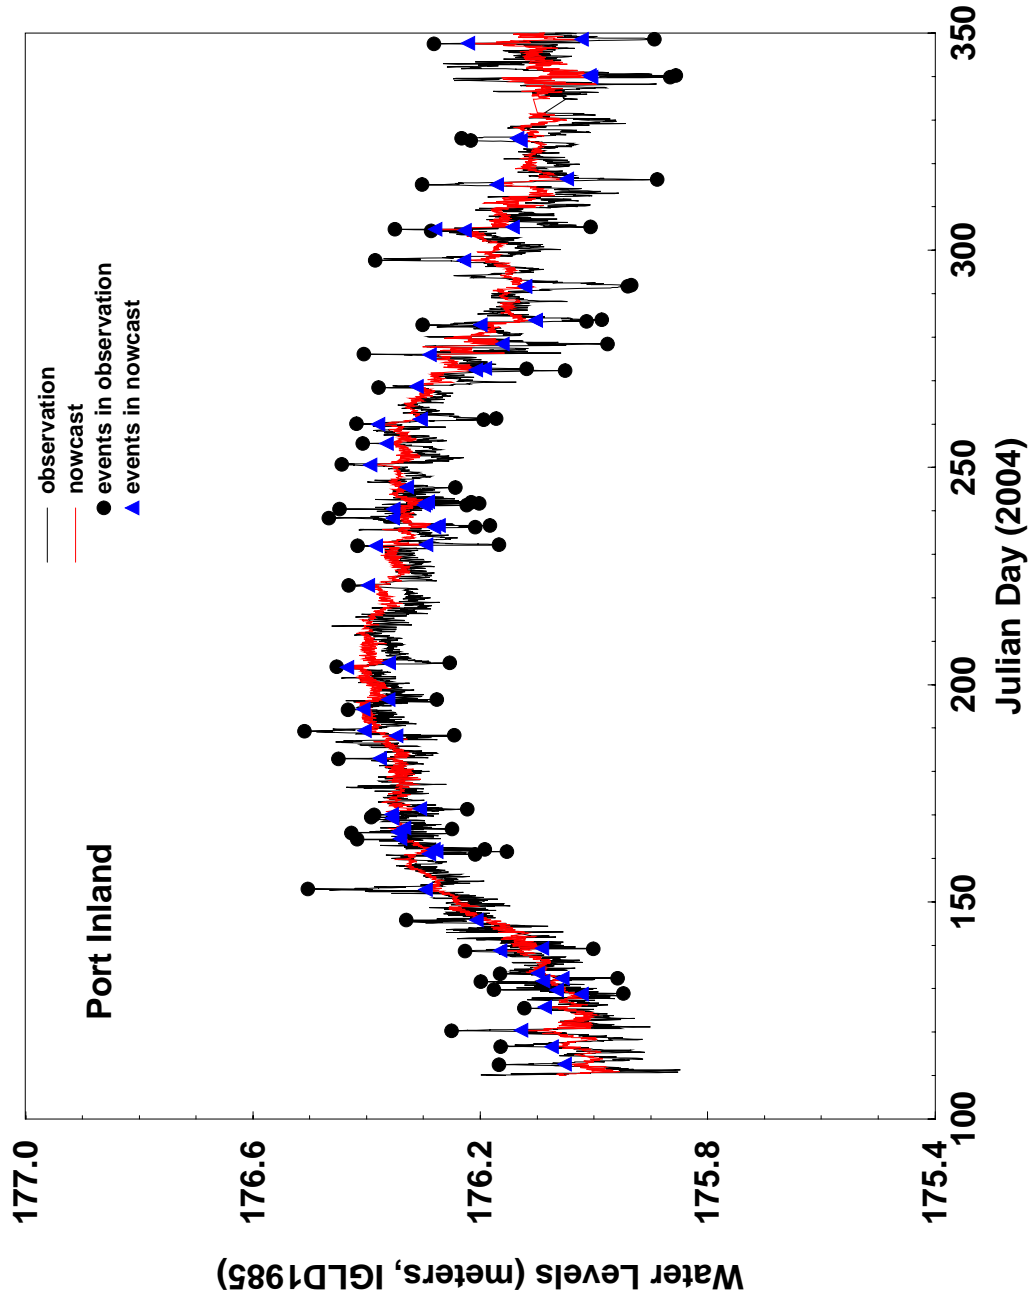 Port Inland
observation
nowcast
events in observation
events in nowcast
Water Levels (meters, IGLD1985)
177.0
176.6
176.2
175.8
175.4
100
150
200
250
300
350
Julian Day (2004)